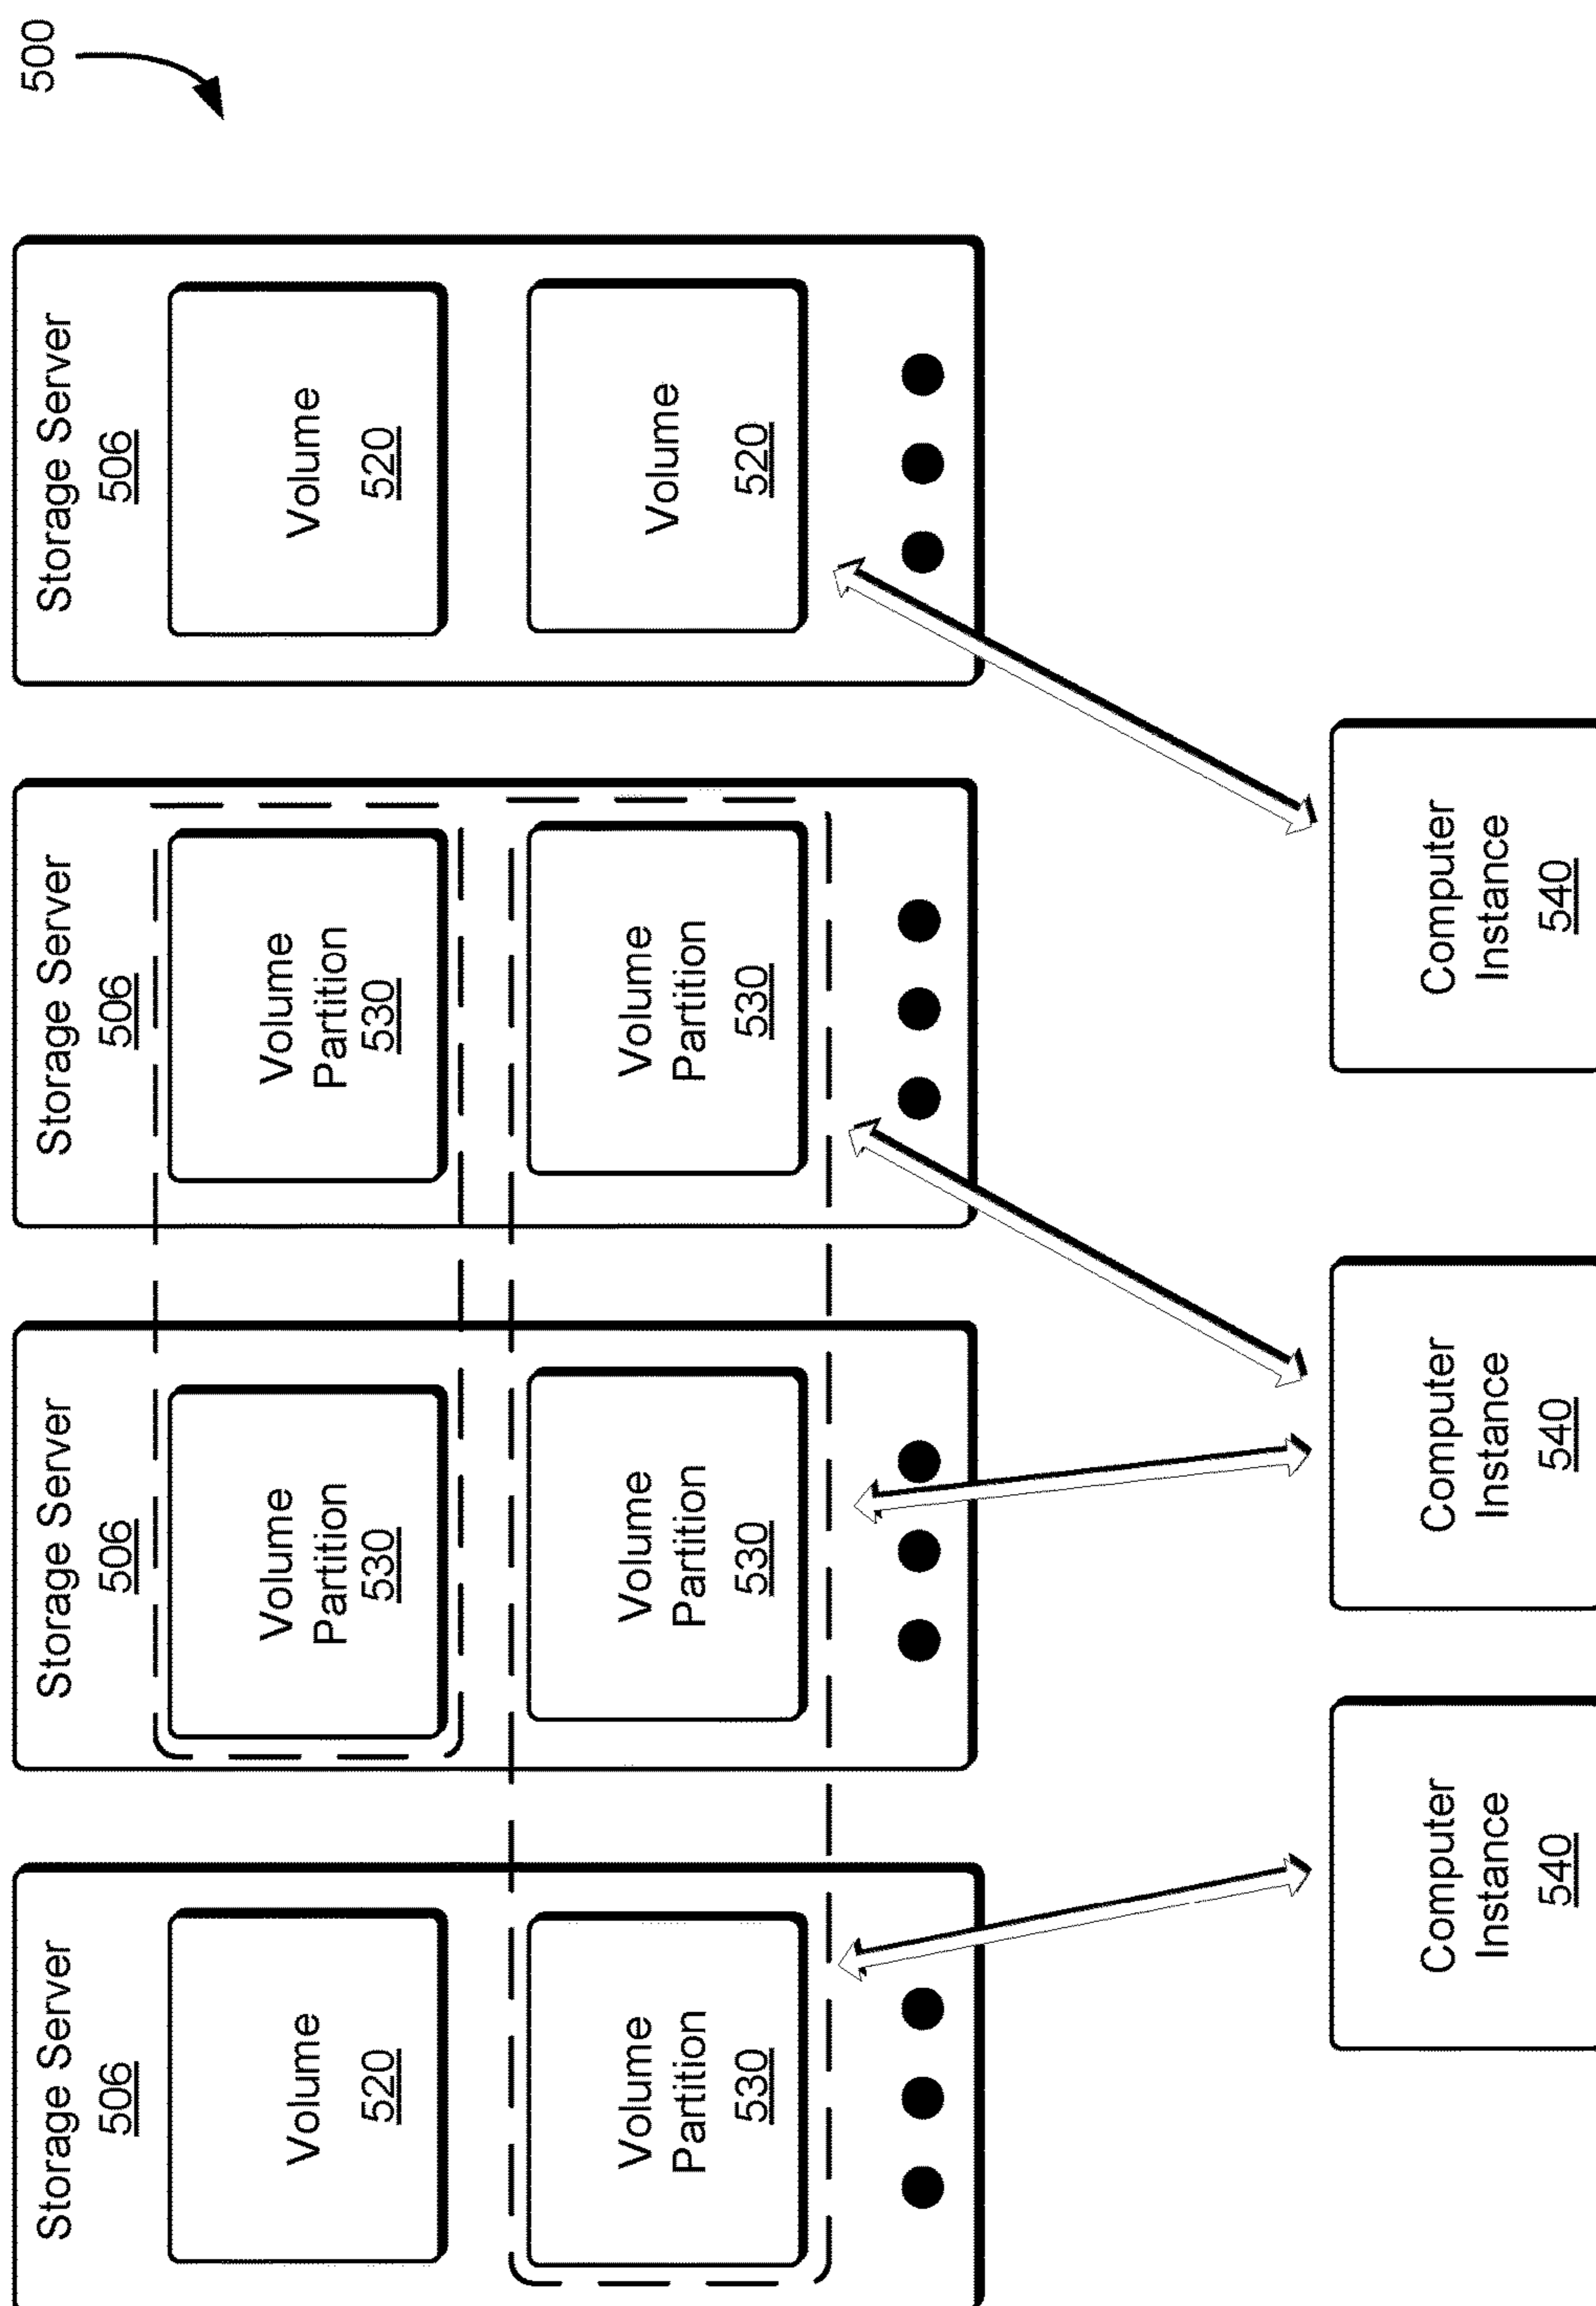 500
Storage Server
506
Volume
520
Volume Partition
530
Storage Server
506
Volume
Partition
530
Volume
Partition
530
Storage Server
506
Volume
Partition
530
Volume
Partition
530
Storage Server
506
Volume
520
Volume
520
Computer
Instance
540
Computer
Instance
540
Computer
Instance
540